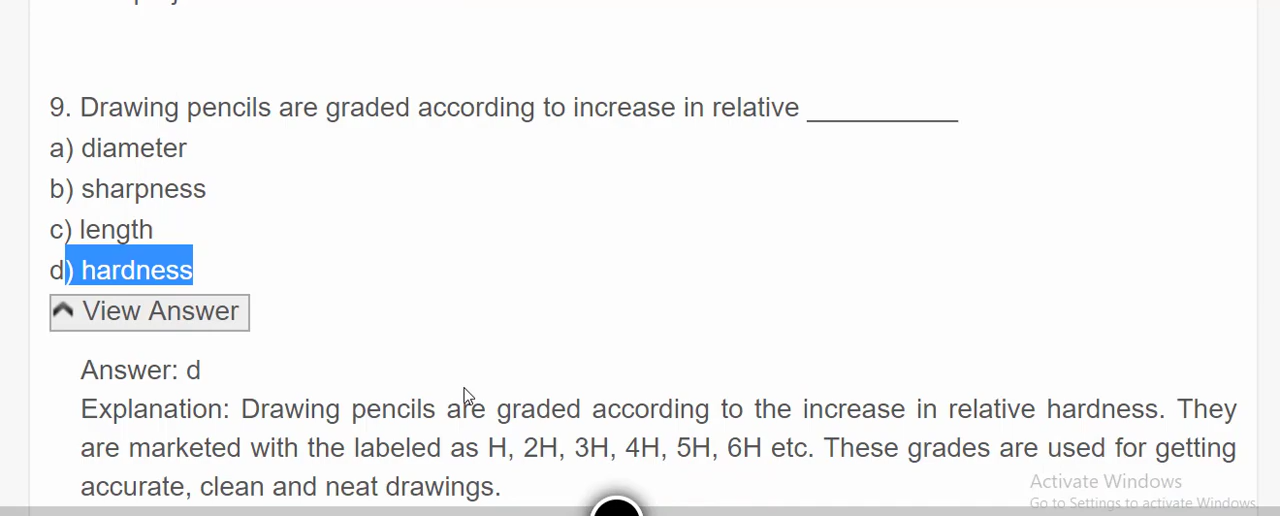 9. Drawing pencils are graded according to increase in relative ___________
a) diameter
b) sharpness
c) length
d) hardness
View Answer
Answer: d
Explanation: Drawing pencils are graded according to the increase in relative hardness. They
are marketed with the labeled as H, 2H, 3H, 4H, 5H, 6H etc. These grades are used for getting
accurate, clean and neat drawings.
Activate Windows
Go to Settings to activate Windows.